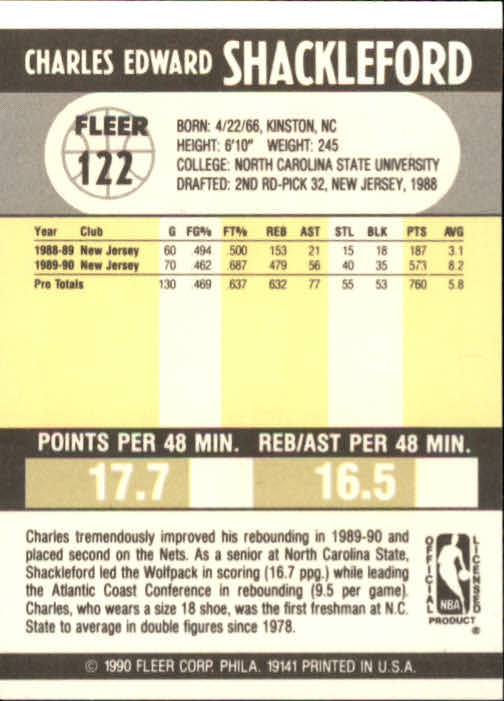 CHARLES EDWARD SHACKLEFORD
FLEER
122
BORN: 4/22/66, KINSTON, NC
HEIGHT: 6'10" WEIGHT: 245
COLLEGE: NORTH CAROLINA STATE UNIVERSITY
DRAFTED: 2ND RD-PICK 32, NEW JERSEY, 1988
Year Club G FG% FT% REB AST STL BLK PTS AVG
1988-89 New Jersey 60 .494 .500 153 21 15 18 187 3.1
1989-90 New Jersey 70 .462 .687 479 56 40 35 573 8.2
Pro Totals 130 .469 .637 632 77 55 53 760 5.8
POINTS PER 48 MIN. REB/AST PER 48 MIN.
17.7 16.5
Charles tremendously improved his rebounding in 1989-90 and
placed second on the Nets. As a senior at North Carolina State,
Shackleford led the Wolfpack in scoring (16.7 ppg.) while leading
the Atlantic Coast Conference in rebounding (9.5 per game).
Charles, who wears a size 18 shoe, was the first freshman at N.C.
State to average in double figures since 1978.
OFFICIAL
LICENSED
NBA
PRODUCT
®
© 1990 FLEER CORP. PHILA. 19141 PRINTED IN U.S.A.